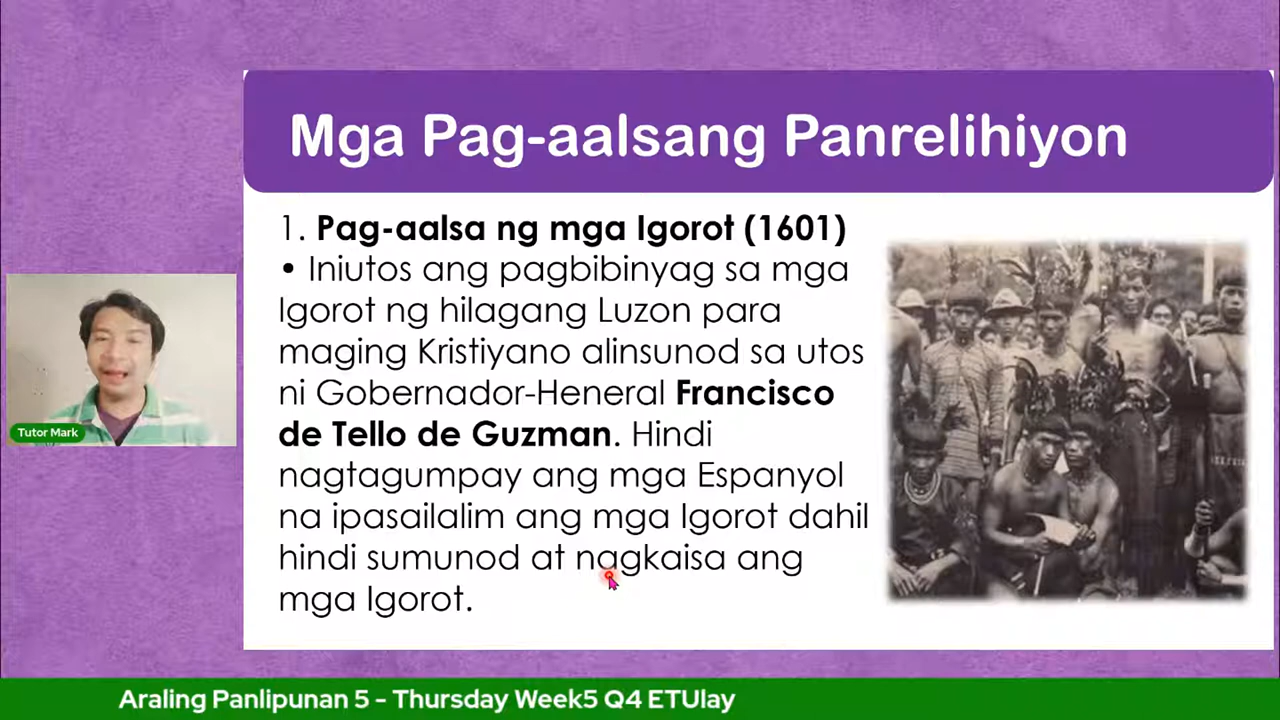 Mga Pag-aalsang Panrelihiyon
1. Pag-aalsa ng mga Igorot (1601)
• Iniutos ang pagbibinyag sa mga
Igorot ng hilagang Luzon para
maging Kristiyano alinsunod sa utos
ni Gobernador-Heneral Francisco
de Tello de Guzman. Hindi
nagtagumpay ang mga Espanyol
na ipasailalim ang mga Igorot dahil
hindi sumunod at nagkaisa ang
mga Igorot.
Tutor Mark
Araling Panlipunan 5 - Thursday Week5 Q4 ETUlay